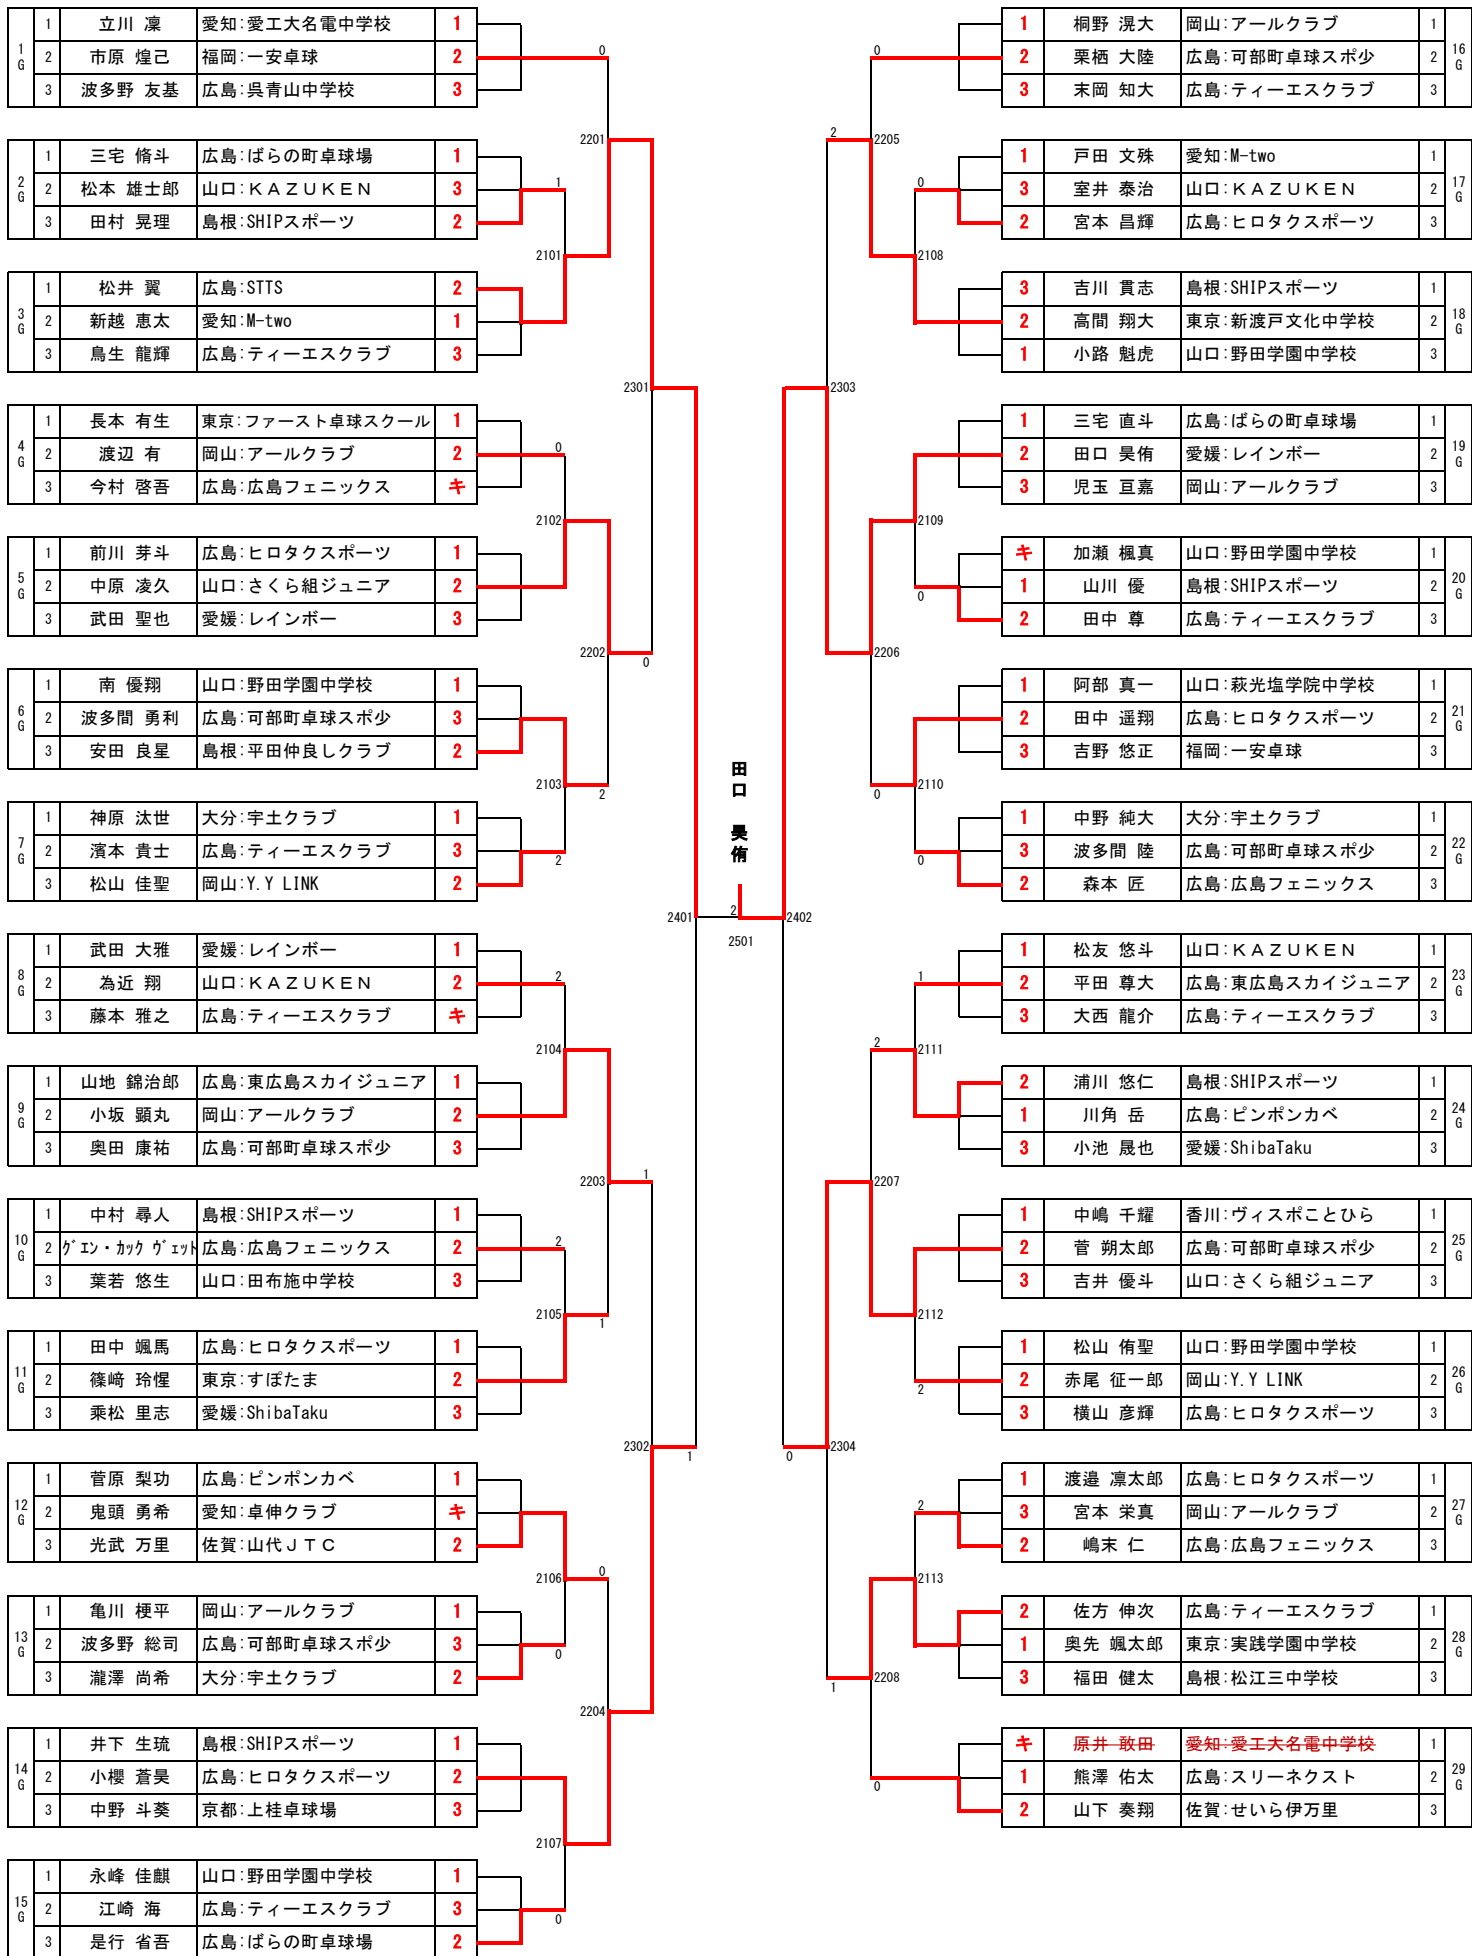 1G
1 立川 凜 愛知:愛工大名電中学校 1
2 市原 煌己 福岡:一安卓球 2
3 波多野 友基 広島:呉青山中学校 3
2G
1 三宅 脩斗 広島:ばらの町卓球場 1
2 松本 雄士郎 山口:ＫＡＺＵＫＥＮ 3
3 田村 晃理 島根:SHIPスポーツ 2
3G
1 松井 翼 広島:STTS 2
2 新越 恵太 愛知:M-two 1
3 鳥生 龍輝 広島:ティーエスクラブ 3
4G
1 長本 有生 東京:ファースト卓球スクール 1
2 渡辺 有 岡山:アールクラブ 2
3 今村 啓吾 広島:広島フェニックス キ
5G
1 前川 芽斗 広島:ヒロタクスポーツ 1
2 中原 凌久 山口:さくら組ジュニア 2
3 武田 聖也 愛媛:レインボー 3
6G
1 南 優翔 山口:野田学園中学校 1
2 波多間 勇利 広島:可部町卓球スポ少 3
3 安田 良星 島根:平田仲良しクラブ 2
7G
1 神原 汰世 大分:宇土クラブ 1
2 濱本 貴士 広島:ティーエスクラブ 3
3 松山 佳聖 岡山:Y.Y LINK 2
8G
1 武田 大雅 愛媛:レインボー 1
2 為近 翔 山口:ＫＡＺＵＫＥＮ 2
3 藤本 雅之 広島:ティーエスクラブ キ
9G
1 山地 錦治郎 広島:東広島スカイジュニア 1
2 小坂 顕丸 岡山:アールクラブ 2
3 奥田 康祐 広島:可部町卓球スポ少 3
10G
1 中村 尋人 島根:SHIPスポーツ 1
2 グエン・カック ヴェット 広島:広島フェニックス 2
3 葉若 悠生 山口:田布施中学校 3
11G
1 田中 颯馬 広島:ヒロタクスポーツ 1
2 篠﨑 玲惺 東京:すぽたま 2
3 乘松 里志 愛媛:ShibaTaku 3
12G
1 菅原 梨功 広島:ピンポンカベ 1
2 鬼頭 勇希 愛知:卓伸クラブ キ
3 光武 万里 佐賀:山代ＪＴＣ 2
13G
1 亀川 梗平 岡山:アールクラブ 1
2 波多野 総司 広島:可部町卓球スポ少 3
3 瀧澤 尚希 大分:宇土クラブ 2
14G
1 井下 生琉 島根:SHIPスポーツ 1
2 小櫻 蒼昊 広島:ヒロタクスポーツ 2
3 中野 斗葵 京都:上桂卓球場 3
15G
1 永峰 佳麒 山口:野田学園中学校 1
2 江崎 海 広島:ティーエスクラブ 3
3 是行 省吾 広島:ばらの町卓球場 2
0
2201
1
2101
2301
0
2102
2202
0
2103
2
2
2401
2
2104
2203
1
2
2105
1
2302
1
2106
0
0
2204
2107
0
田口 昊侑
2
2501
2402
0
2
2205
0
2108
2303
2109
0
2206
2110
0
0
1
2
2111
2207
2112
2
0
2304
2
2113
1
2208
0
1 桐野 滉大 岡山:アールクラブ 1
2 栗栖 大陸 広島:可部町卓球スポ少 2
3 末岡 知大 広島:ティーエスクラブ 3
16G
1 戸田 文殊 愛知:M-two 1
3 室井 泰治 山口:ＫＡＺＵＫＥＮ 2
2 宮本 昌輝 広島:ヒロタクスポーツ 3
17G
3 吉川 貫志 島根:SHIPスポーツ 1
2 高間 翔大 東京:新渡戸文化中学校 2
1 小路 魁虎 山口:野田学園中学校 3
18G
1 三宅 直斗 広島:ばらの町卓球場 1
2 田口 昊侑 愛媛:レインボー 2
3 児玉 亘嘉 岡山:アールクラブ 3
19G
キ 加瀬 楓真 山口:野田学園中学校 1
1 山川 優 島根:SHIPスポーツ 2
2 田中 尊 広島:ティーエスクラブ 3
20G
1 阿部 真一 山口:萩光塩学院中学校 1
2 田中 遥翔 広島:ヒロタクスポーツ 2
3 吉野 悠正 福岡:一安卓球 3
21G
1 中野 純大 大分:宇土クラブ 1
3 波多間 陸 広島:可部町卓球スポ少 2
2 森本 匠 広島:広島フェニックス 3
22G
1 松友 悠斗 山口:ＫＡＺＵＫＥＮ 1
2 平田 尊大 広島:東広島スカイジュニア 2
3 大西 龍介 広島:ティーエスクラブ 3
23G
2 浦川 悠仁 島根:SHIPスポーツ 1
1 川角 岳 広島:ピンポンカベ 2
3 小池 晟也 愛媛:ShibaTaku 3
24G
1 中嶋 千耀 香川:ヴィスポことひら 1
2 菅 朔太郎 広島:可部町卓球スポ少 2
3 吉井 優斗 山口:さくら組ジュニア 3
25G
1 松山 侑聖 山口:野田学園中学校 1
2 赤尾 征一郎 岡山:Y.Y LINK 2
3 横山 彦輝 広島:ヒロタクスポーツ 3
26G
1 渡邉 凛太郎 広島:ヒロタクスポーツ 1
3 宮本 栄真 岡山:アールクラブ 2
2 嶋末 仁 広島:広島フェニックス 3
27G
2 佐方 伸次 広島:ティーエスクラブ 1
1 奥先 颯太郎 東京:実践学園中学校 2
3 福田 健太 島根:松江三中学校 3
28G
キ 原井 敢田 愛知:愛工大名電中学校 1
1 熊澤 佑太 広島:スリーネクスト 2
2 山下 奏翔 佐賀:せいら伊万里 3
29G